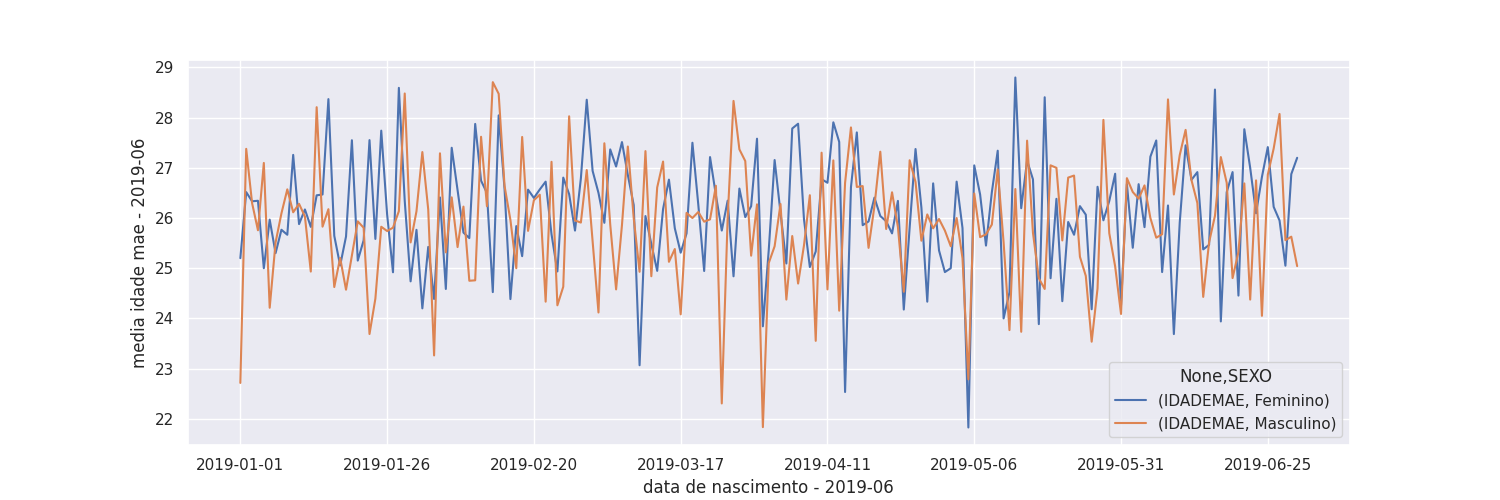 29
28
27
26
25
24
23
22
media idade mae - 2019-06
None,SEXO
(IDADEMAE, Feminino)
(IDADEMAE, Masculino)
2019-01-01 2019-01-26 2019-02-20 2019-03-17 2019-04-11 2019-05-06 2019-05-31 2019-06-25
data de nascimento - 2019-06